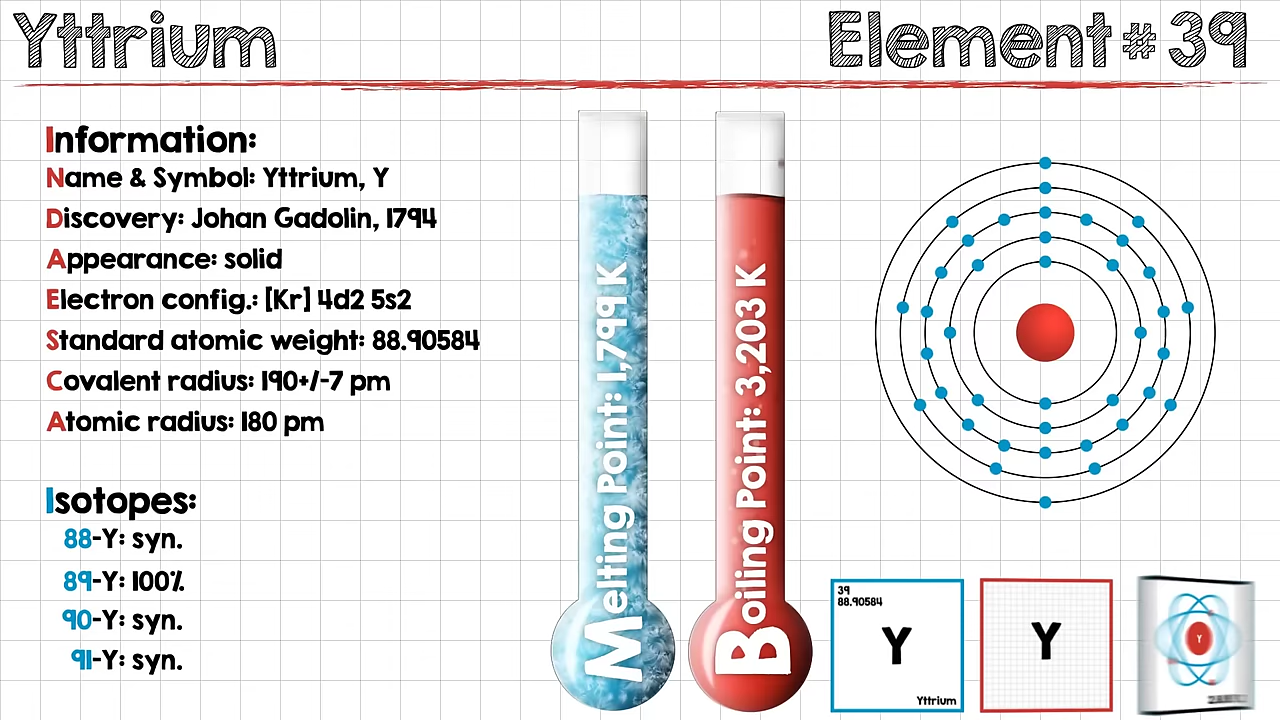 Yttrium
Element # 39
Information:
Name & Symbol: Yttrium, Y
Discovery: Johan Gadolin, 1794
Appearance: solid
Electron config.: [Kr] 4d2 5s2
Standard atomic weight: 88.90584
Covalent radius: 190+/-7 pm
Atomic radius: 180 pm
Isotopes:
88-Y: syn.
89-Y: 100%
90-Y: syn.
91-Y: syn.
Melting Point: 1,799 K
Boiling Point: 3,203 K
39
88.90584
Y
Yttrium
Y
Y